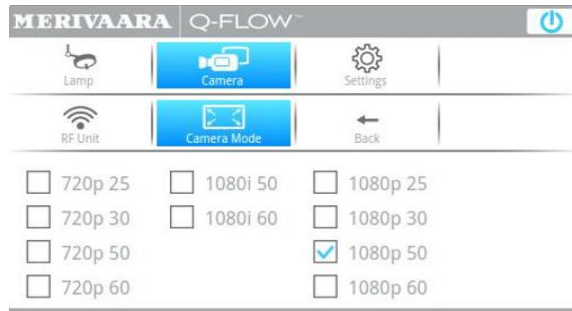 MERIVAARA Q-FLOW™
Lamp Camera Settings
RF Unit Camera Mode Back
720p 25 1080i 50 1080p 25
720p 30 1080i 60 1080p 30
720p 50 1080p 50
720p 60 1080p 60